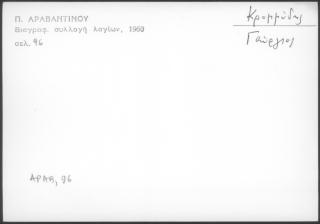 Π. ΑΡΑΒΑΝΤΙΝΟΥ
Βιογραφ. συλλογή λογίων, 1960
σελ. 96
Κρομμύδης
Γεώργιος
ΑΡΑΒ, 96